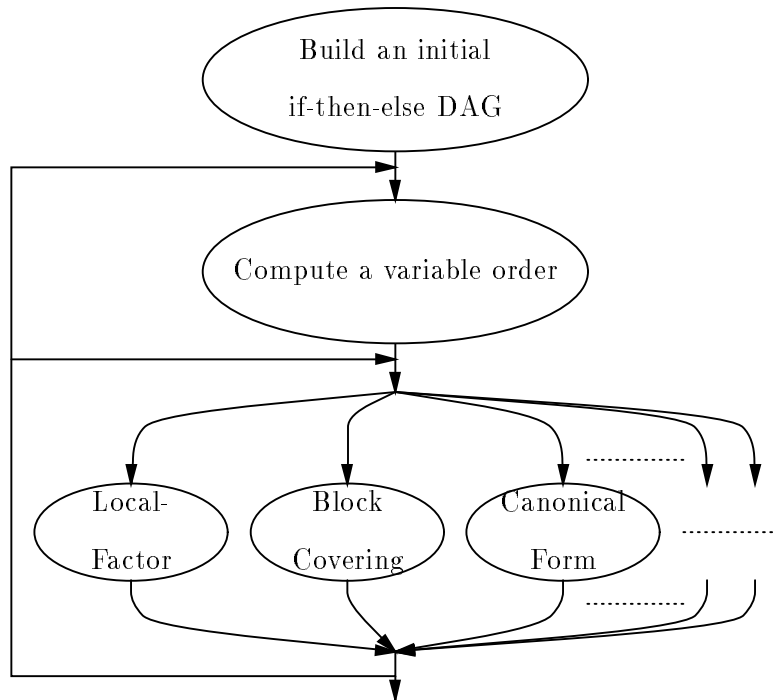 Build an initial
if-then-else DAG
Compute a variable order
Local-
Factor
Block
Covering
Canonical
Form